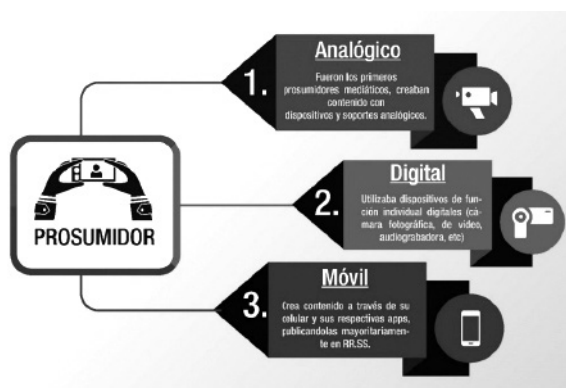 PROSUMIDOR
1.
Analógico
Fueron los primeros
prosumidores mediáticos, creaban
contenido con
dispositivos y soportes analógicos.
2.
Digital
Utilizaba dispositivos de fun-
ción individual digitales (cá-
mara fotográfica, de video,
audiograbadora, etc)
3.
Móvil
Crea contenido a través de su
celular y sus respectivas apps,
publicandolas mayoritariamen-
te en RR.SS.